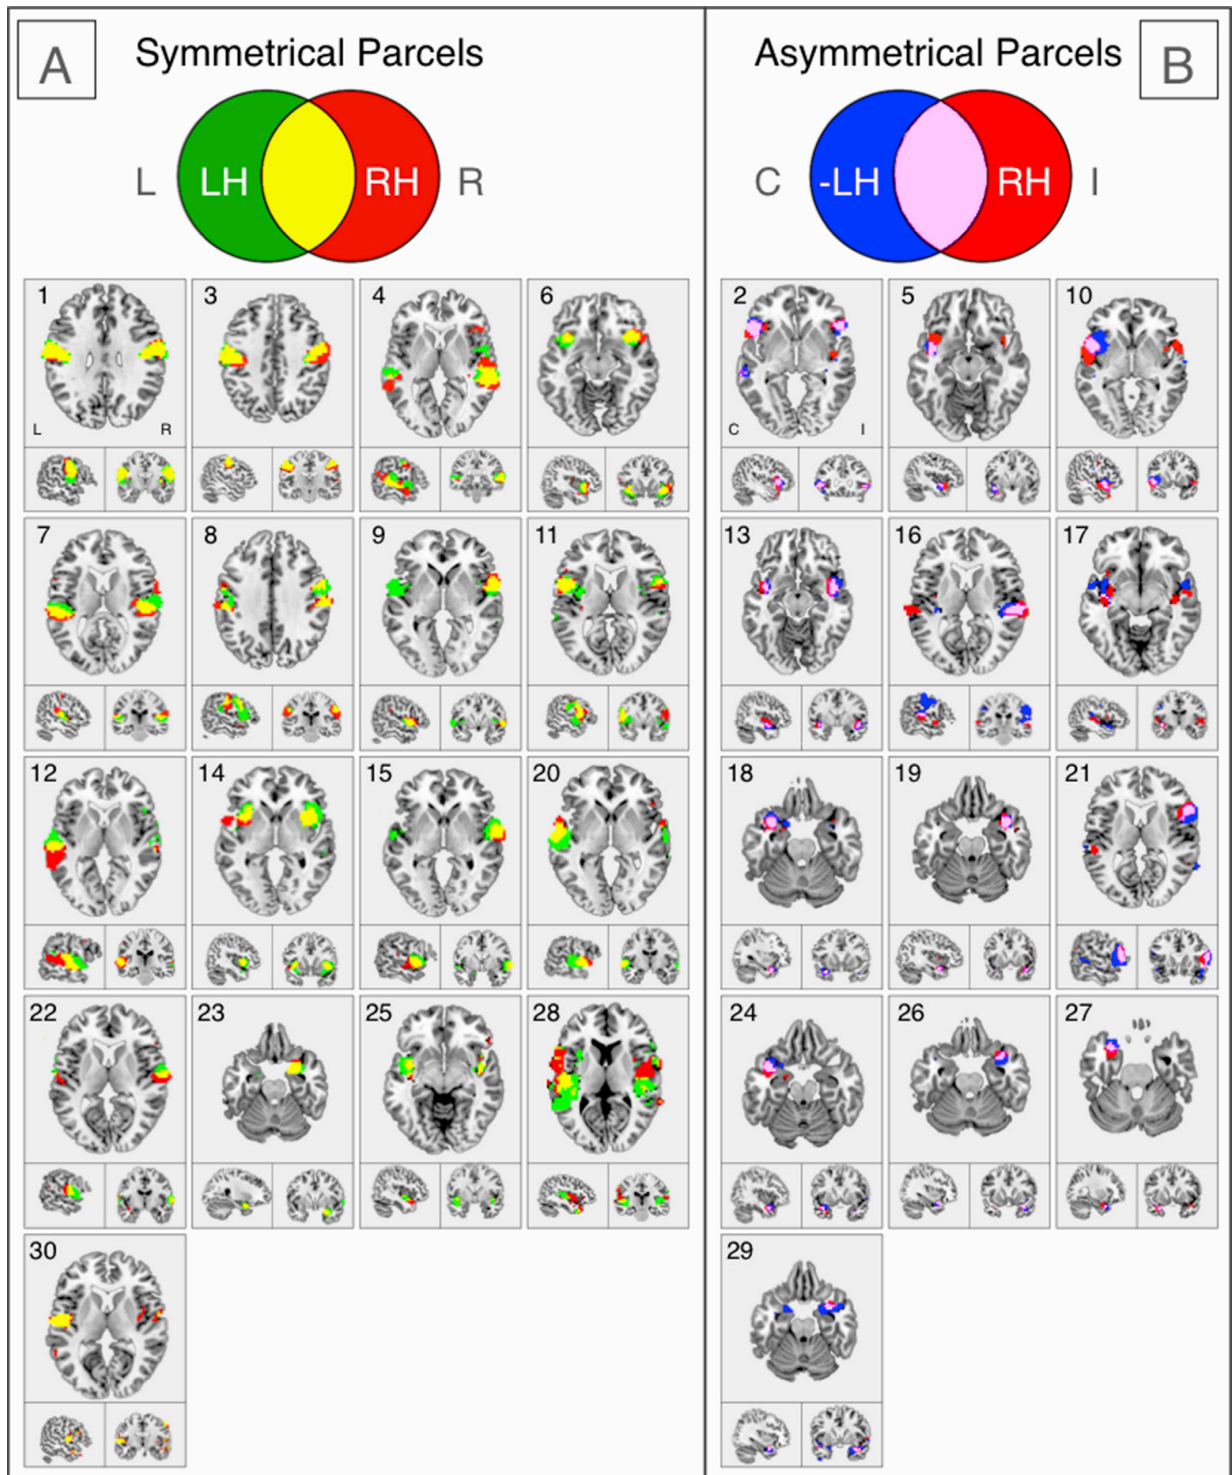 A
Symmetrical Parcels
L LH RH R
1 3 4 6
L R
7 8 9 11
12 14 15 20
22 23 25 28
30
Asymmetrical Parcels
B
C -LH RH I
2 5 10
C I
13 16 17
18 19 21
24 26 27
29